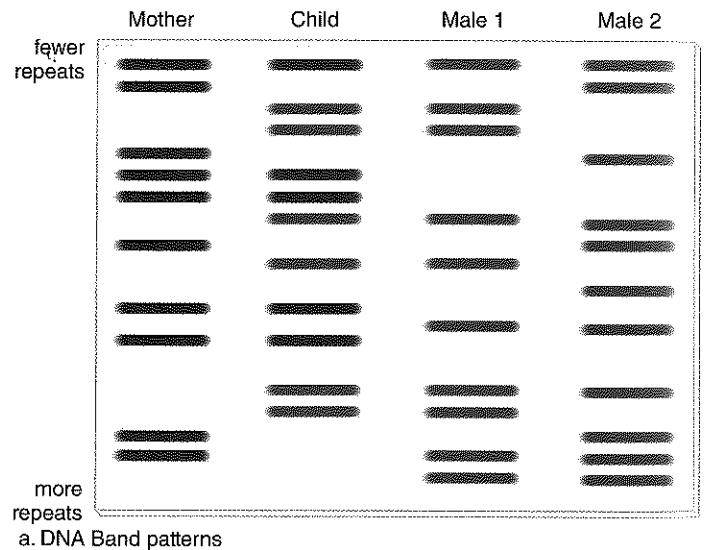 Mother Child Male 1 Male 2
fewer
repeats
more
repeats
a. DNA Band patterns